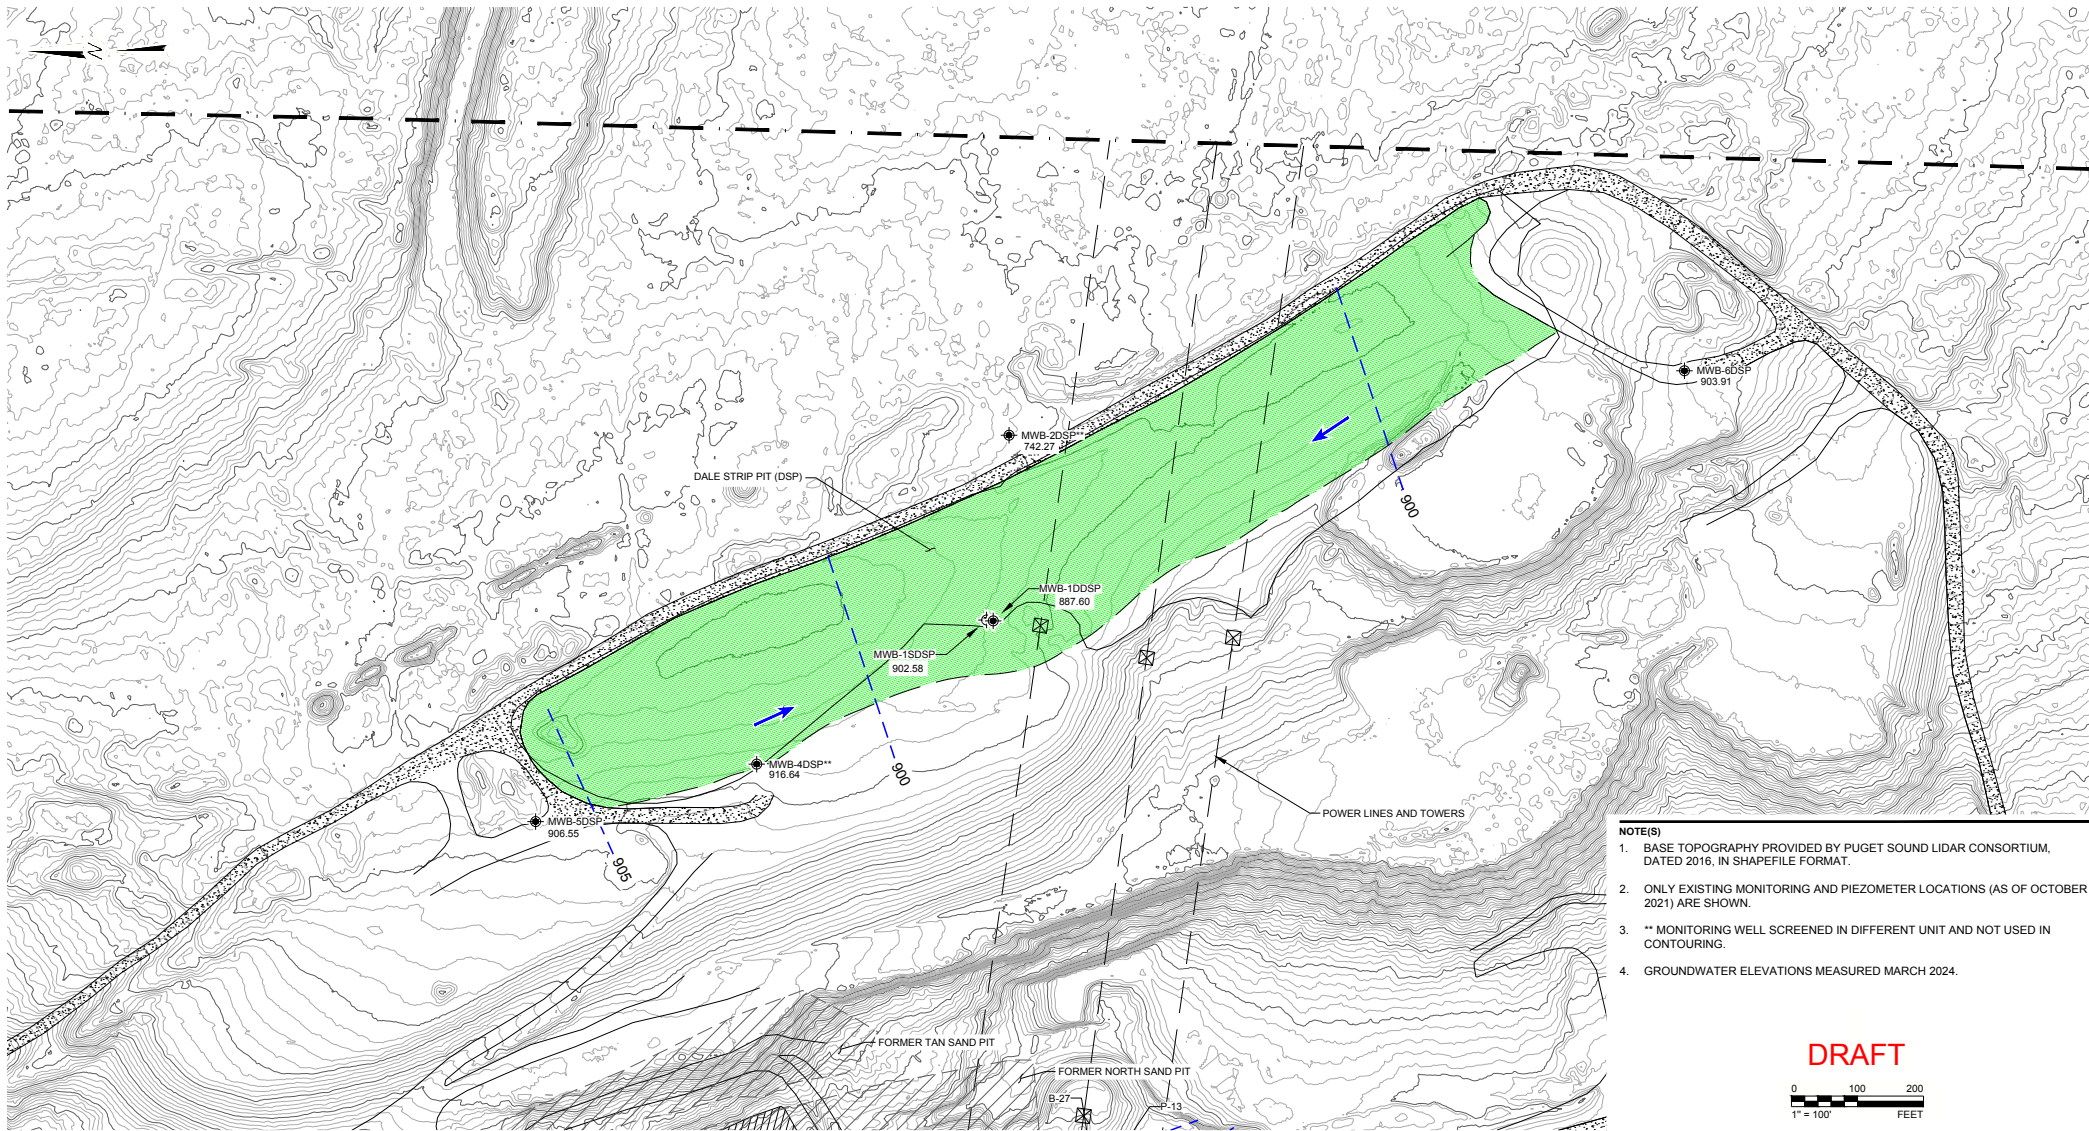 N
MWB-6DSP
903.91
MWB-2DSP**
742.27
DALE STRIP PIT (DSP)
900
MWB-1DDSP
887.60
MWB-1SDSP
902.58
MWB-4DSP**
916.64
900
MWB-5DSP
906.55
905
POWER LINES AND TOWERS
NOTE(S)
1. BASE TOPOGRAPHY PROVIDED BY PUGET SOUND LIDAR CONSORTIUM,
DATED 2016, IN SHAPEFILE FORMAT.
2. ONLY EXISTING MONITORING AND PIEZOMETER LOCATIONS (AS OF OCTOBER
2021) ARE SHOWN.
3. ** MONITORING WELL SCREENED IN DIFFERENT UNIT AND NOT USED IN
CONTOURING.
4. GROUNDWATER ELEVATIONS MEASURED MARCH 2024.
FORMER TAN SAND PIT
FORMER NORTH SAND PIT
B-27
P-13
DRAFT
0 100 200
1" = 100' FEET